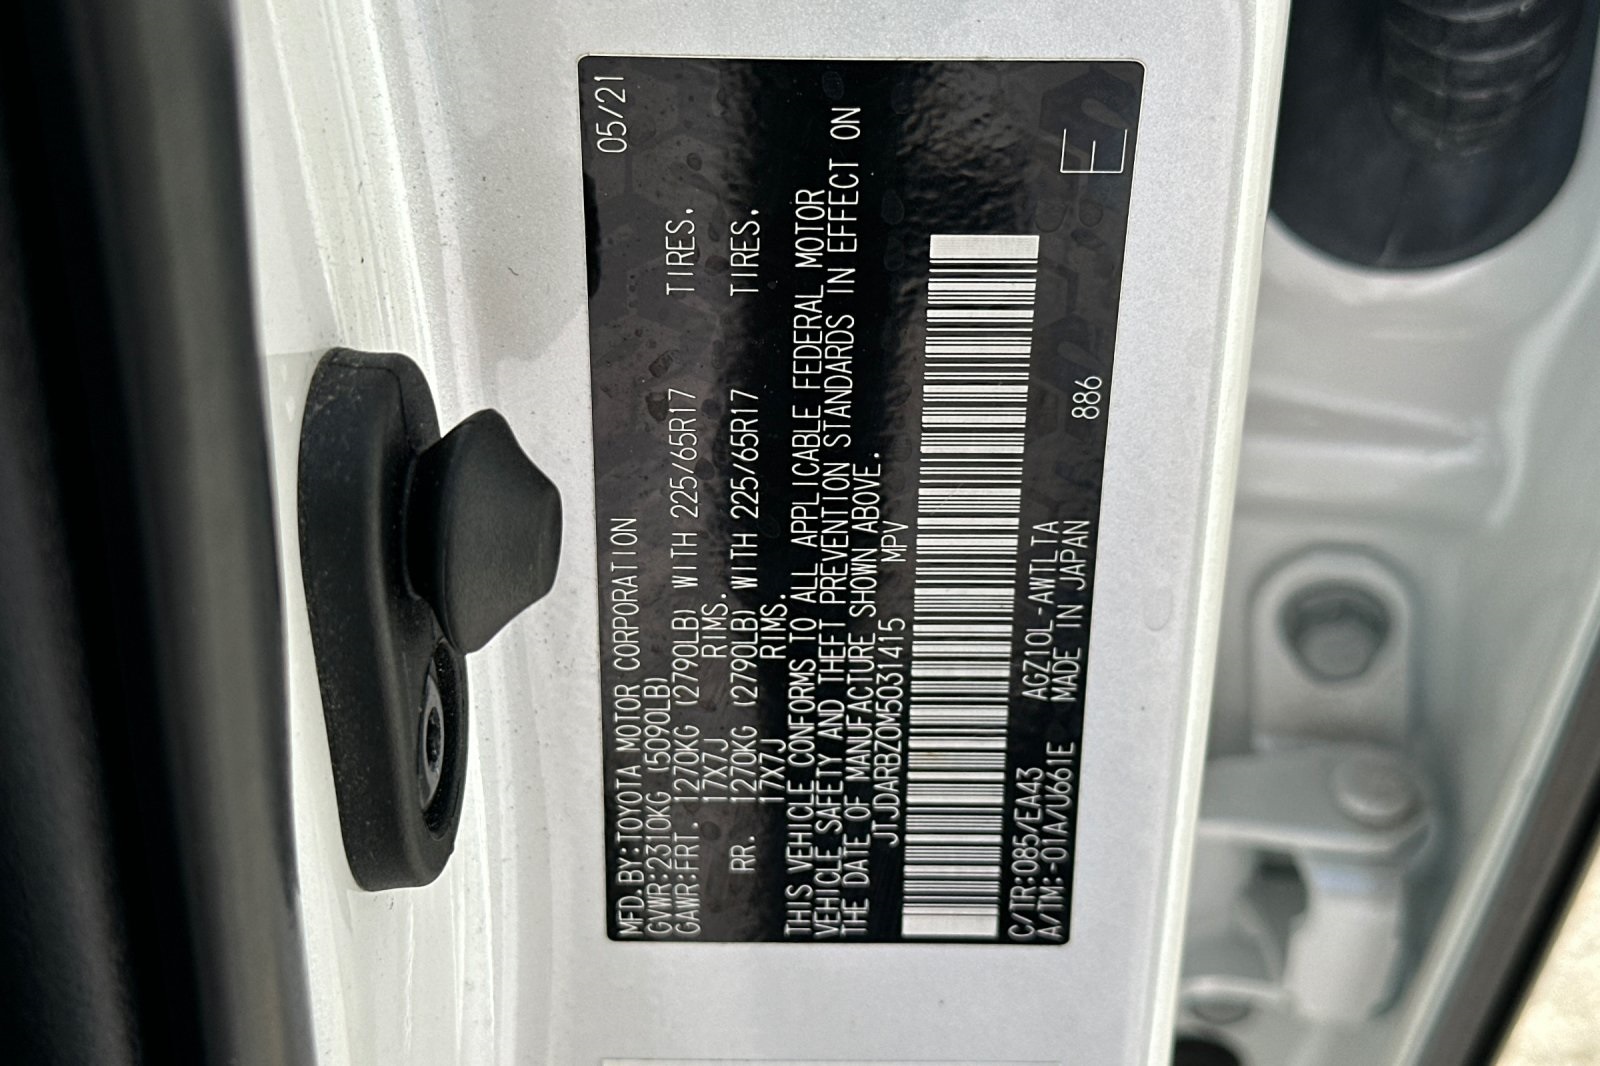 MFD.BY:TOYOTA MOTOR CORPORATION 05/21
GVWR:2310KG (5090LB)
GAWR:FRT. 1270KG (2790LB) WITH 225/65R17 TIRES.
17X7J RIMS.
RR. 1270KG (2790LB) WITH 225/65R17 TIRES.
17X7J RIMS.
THIS VEHICLE CONFORMS TO ALL APPLICABLE FEDERAL MOTOR
VEHICLE SAFETY AND THEFT PREVENTION STANDARDS IN EFFECT ON
THE DATE OF MANUFACTURE SHOWN ABOVE.
JTJDARBZ0M5031415 MPV
C/TR:085/EA43 AGZ10L-AWTLTA 886
A/TM:-01A/U661E MADE IN JAPAN
E